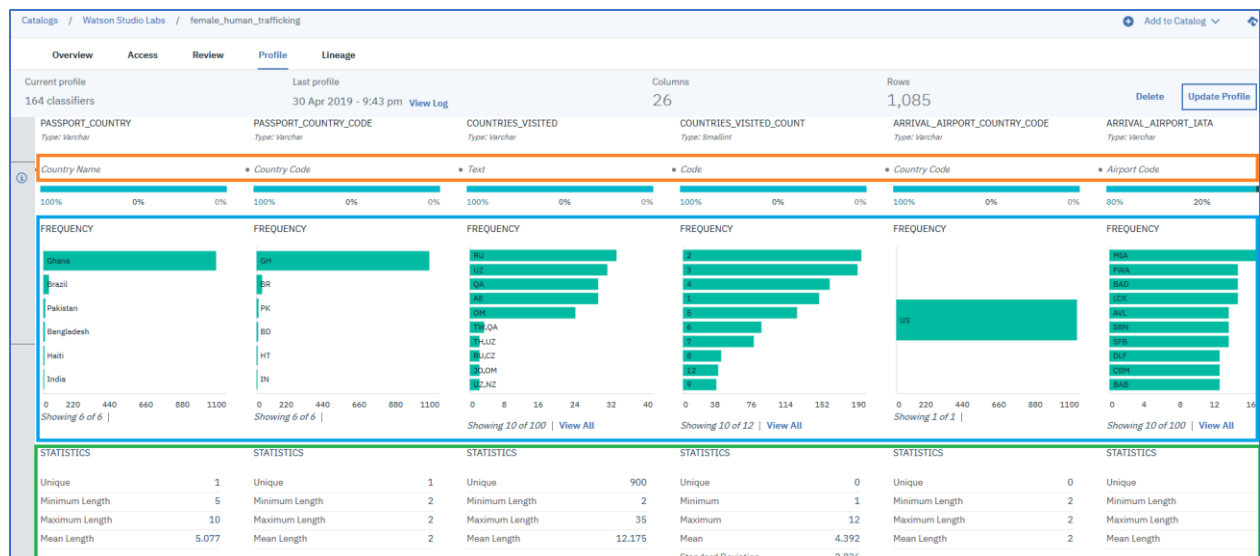 Catalogs / Watson Studio Labs / female_human_trafficking Add to Catalog
Overview Access Review Profile Lineage
Current profile Last profile Columns Rows
164 classifiers 30 Apr 2019 - 9:43 pm View Log 26 1,085 Delete Update Profile
PASSPORT_COUNTRY PASSPORT_COUNTRY_CODE COUNTRIES_VISITED COUNTRIES_VISITED_COUNT ARRIVAL_AIRPORT_COUNTRY_CODE ARRIVAL_AIRPORT_IATA
Type: Varchar Type: Varchar Type: Varchar Type: Smallint Type: Varchar Type: Varchar
Country Name • Country Code • Text • Code • Country Code • Airport Code
100% 0% 0% 100% 0% 0% 100% 0% 0% 100% 0% 0% 100% 0% 0% 80% 20%
FREQUENCY FREQUENCY FREQUENCY FREQUENCY FREQUENCY FREQUENCY
Ghana
Brazil
Pakistan
Bangladesh
Haiti
India
0 220 440 660 880 1100
Showing 6 of 6 |
GH
BR
PK
BD
HT
IN
0 220 440 660 880 1100
Showing 6 of 6 |
RU
UZ
QA
AE
OM
TW,QA
TH,UZ
RU,CZ
JO,OM
UZ,NZ
0 8 16 24 32 40
Showing 10 of 100 | View All
2
3
4
1
5
6
7
8
12
9
0 38 76 114 152 190
Showing 10 of 12 | View All
US
0 220 440 660 880 1100
Showing 1 of 1 |
MIA
FWA
BAD
LCK
AVL
SBN
SFB
DLF
CBM
BAB
0 4 8 12 16
Showing 10 of 100 | View All
STATISTICS STATISTICS STATISTICS STATISTICS STATISTICS STATISTICS
Unique 1 Unique 1 Unique 900 Unique 0 Unique 0 Unique
Minimum Length 5 Minimum Length 2 Minimum Length 2 Minimum 1 Minimum Length 2 Minimum Length
Maximum Length 10 Maximum Length 2 Maximum Length 35 Maximum 12 Maximum Length 2 Maximum Length
Mean Length 5.077 Mean Length 2 Mean Length 12.175 Mean 4.392 Mean Length 2 Mean Length